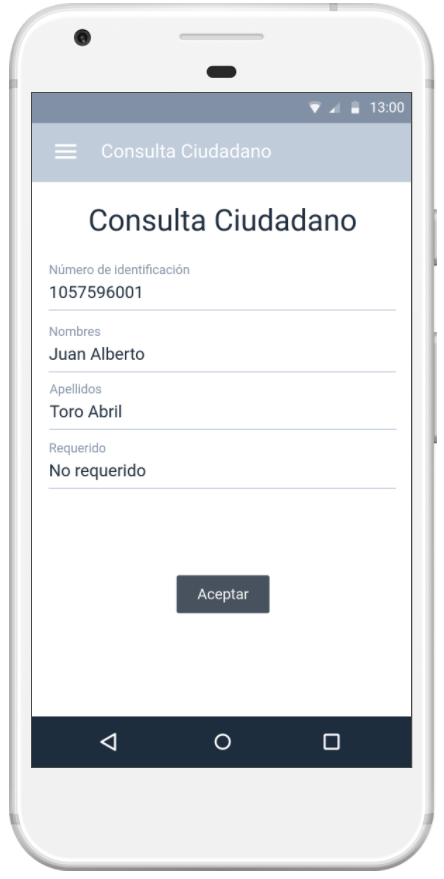 13:00
Consulta Ciudadano
Consulta Ciudadano
Número de identificación
1057596001
Nombres
Juan Alberto
Apellidos
Toro Abril
Requerido
No requerido
Aceptar